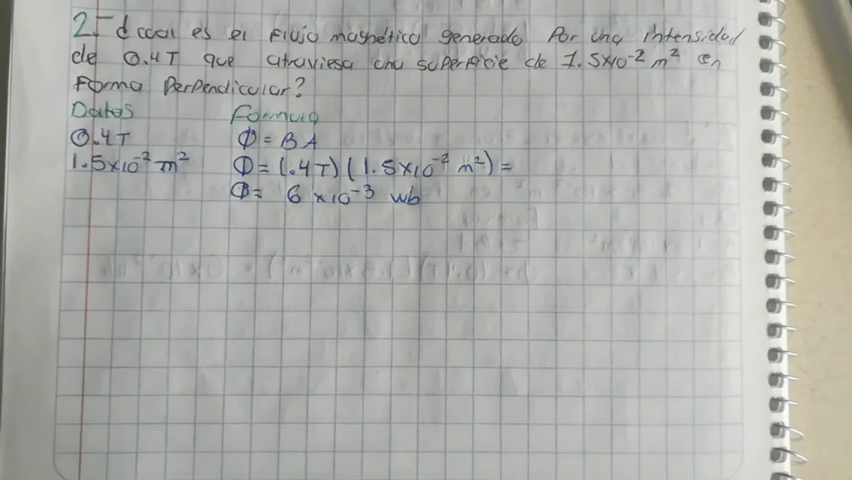 2.- ¿cual es el Flujo magnético generado Por una intensidad
de 0.4T que atraviesa una superficie de 1.5x10⁻² m² en
Forma Perpendicular?
Datos Formula
0.4T Φ= BA
1.5x10⁻² m² Φ= (.4T) (1.5x10⁻² m²) =
Φ= 6 x10⁻³ wb